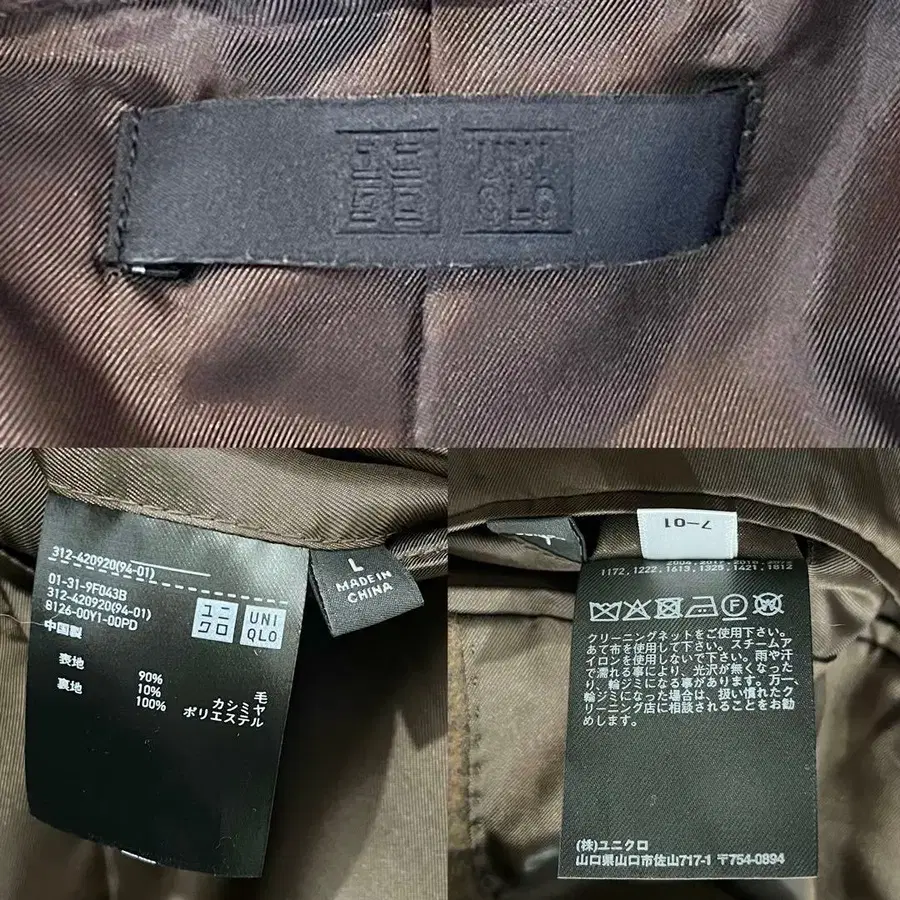 ユニ UNI
クロ QLO
312-420920(94-01)
01-31-9F043B
312-420920(94-01)
8126-00Y1-00PD
中国製
ユニ UNI
クロ QLO
表地 90% 毛
10% カシミヤ
裏地 100% ポリエステル
L
MADE IN
CHINA
7-01
1172,1222,1613,1325,1421,1812
クリーニングネットをご使用下さい。
あて布を使用して下さい。スチームア
イロンを使用しないで下さい。雨や汗
で濡れる事により、光沢が無くなった
り、輪ジミになる事があります。万一、
輪ジミになった場合は、扱い慣れたク
リーニング店に相談されることをお勧
めします。
(株)ユニクロ
山口県山口市佐山717-1 〒754-0894